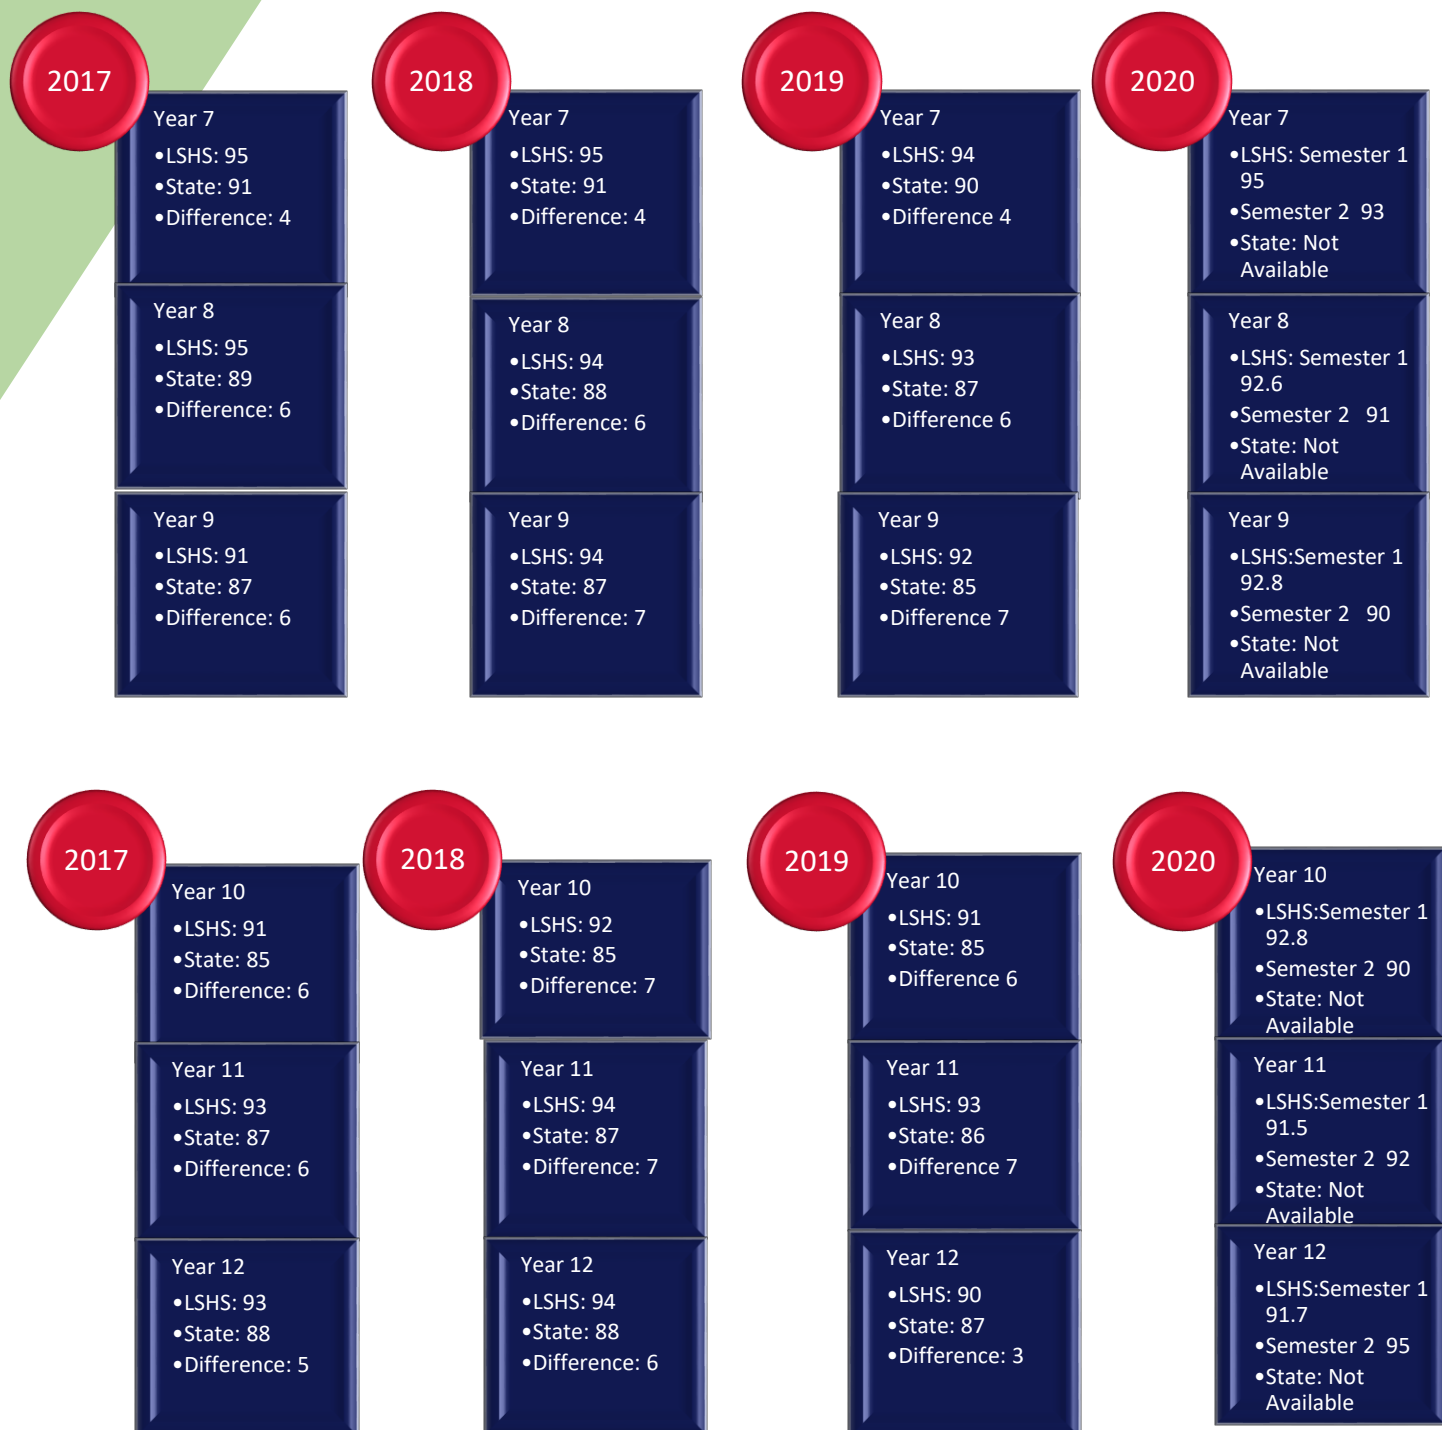 2017
Year 7
•LSHS: 95
•State: 91
•Difference: 4
Year 8
•LSHS: 95
•State: 89
•Difference: 6
Year 9
•LSHS: 91
•State: 87
•Difference: 6
2018
Year 7
•LSHS: 95
•State: 91
•Difference: 4
Year 8
•LSHS: 94
•State: 88
•Difference: 6
Year 9
•LSHS: 94
•State: 87
•Difference: 7
2019
Year 7
•LSHS: 94
•State: 90
•Difference 4
Year 8
•LSHS: 93
•State: 87
•Difference 6
Year 9
•LSHS: 92
•State: 85
•Difference 7
2020
Year 7
•LSHS: Semester 1
95
•Semester 2 93
•State: Not
Available
Year 8
•LSHS: Semester 1
92.6
•Semester 2 91
•State: Not
Available
Year 9
•LSHS:Semester 1
92.8
•Semester 2 90
•State: Not
Available
2017
Year 10
•LSHS: 91
•State: 85
•Difference: 6
Year 11
•LSHS: 93
•State: 87
•Difference: 6
Year 12
•LSHS: 93
•State: 88
•Difference: 5
2018
Year 10
•LSHS: 92
•State: 85
•Difference: 7
Year 11
•LSHS: 94
•State: 87
•Difference: 7
Year 12
•LSHS: 94
•State: 88
•Difference: 6
2019
Year 10
•LSHS: 91
•State: 85
•Difference 6
Year 11
•LSHS: 93
•State: 86
•Difference 7
Year 12
•LSHS: 90
•State: 87
•Difference: 3
2020
Year 10
•LSHS:Semester 1
92.8
•Semester 2 90
•State: Not
Available
Year 11
•LSHS:Semester 1
91.5
•Semester 2 92
•State: Not
Available
Year 12
•LSHS:Semester 1
91.7
•Semester 2 95
•State: Not
Available